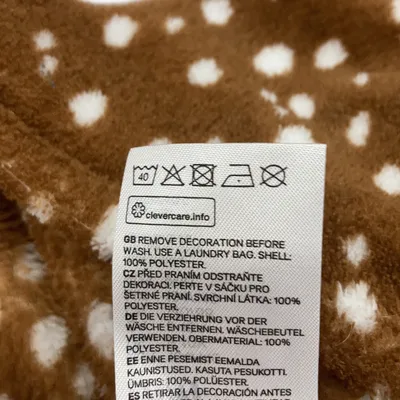 40
clevercare.info
GB REMOVE DECORATION BEFORE
WASH. USE A LAUNDRY BAG. SHELL:
100% POLYESTER.
CZ PŘED PRANÍM ODSTRAŇTE
DEKORACI. PERTE V SÁČKU PRO
ŠETRNÉ PRANÍ. SVRCHNÍ LÁTKA: 100%
POLYESTER.
DE DIE VERZIERUNG VOR DER
WÄSCHE ENTFERNEN. WÄSCHEBEUTEL
VERWENDEN. OBERMATERIAL: 100%
POLYESTER.
EE ENNE PESEMIST EEMALDA
KAUNISTUSED. KASUTA PESUKOTTI.
ÜMBRIS: 100% POLÜESTER.
ES RETIRAR LA DECORACIÓN ANTES